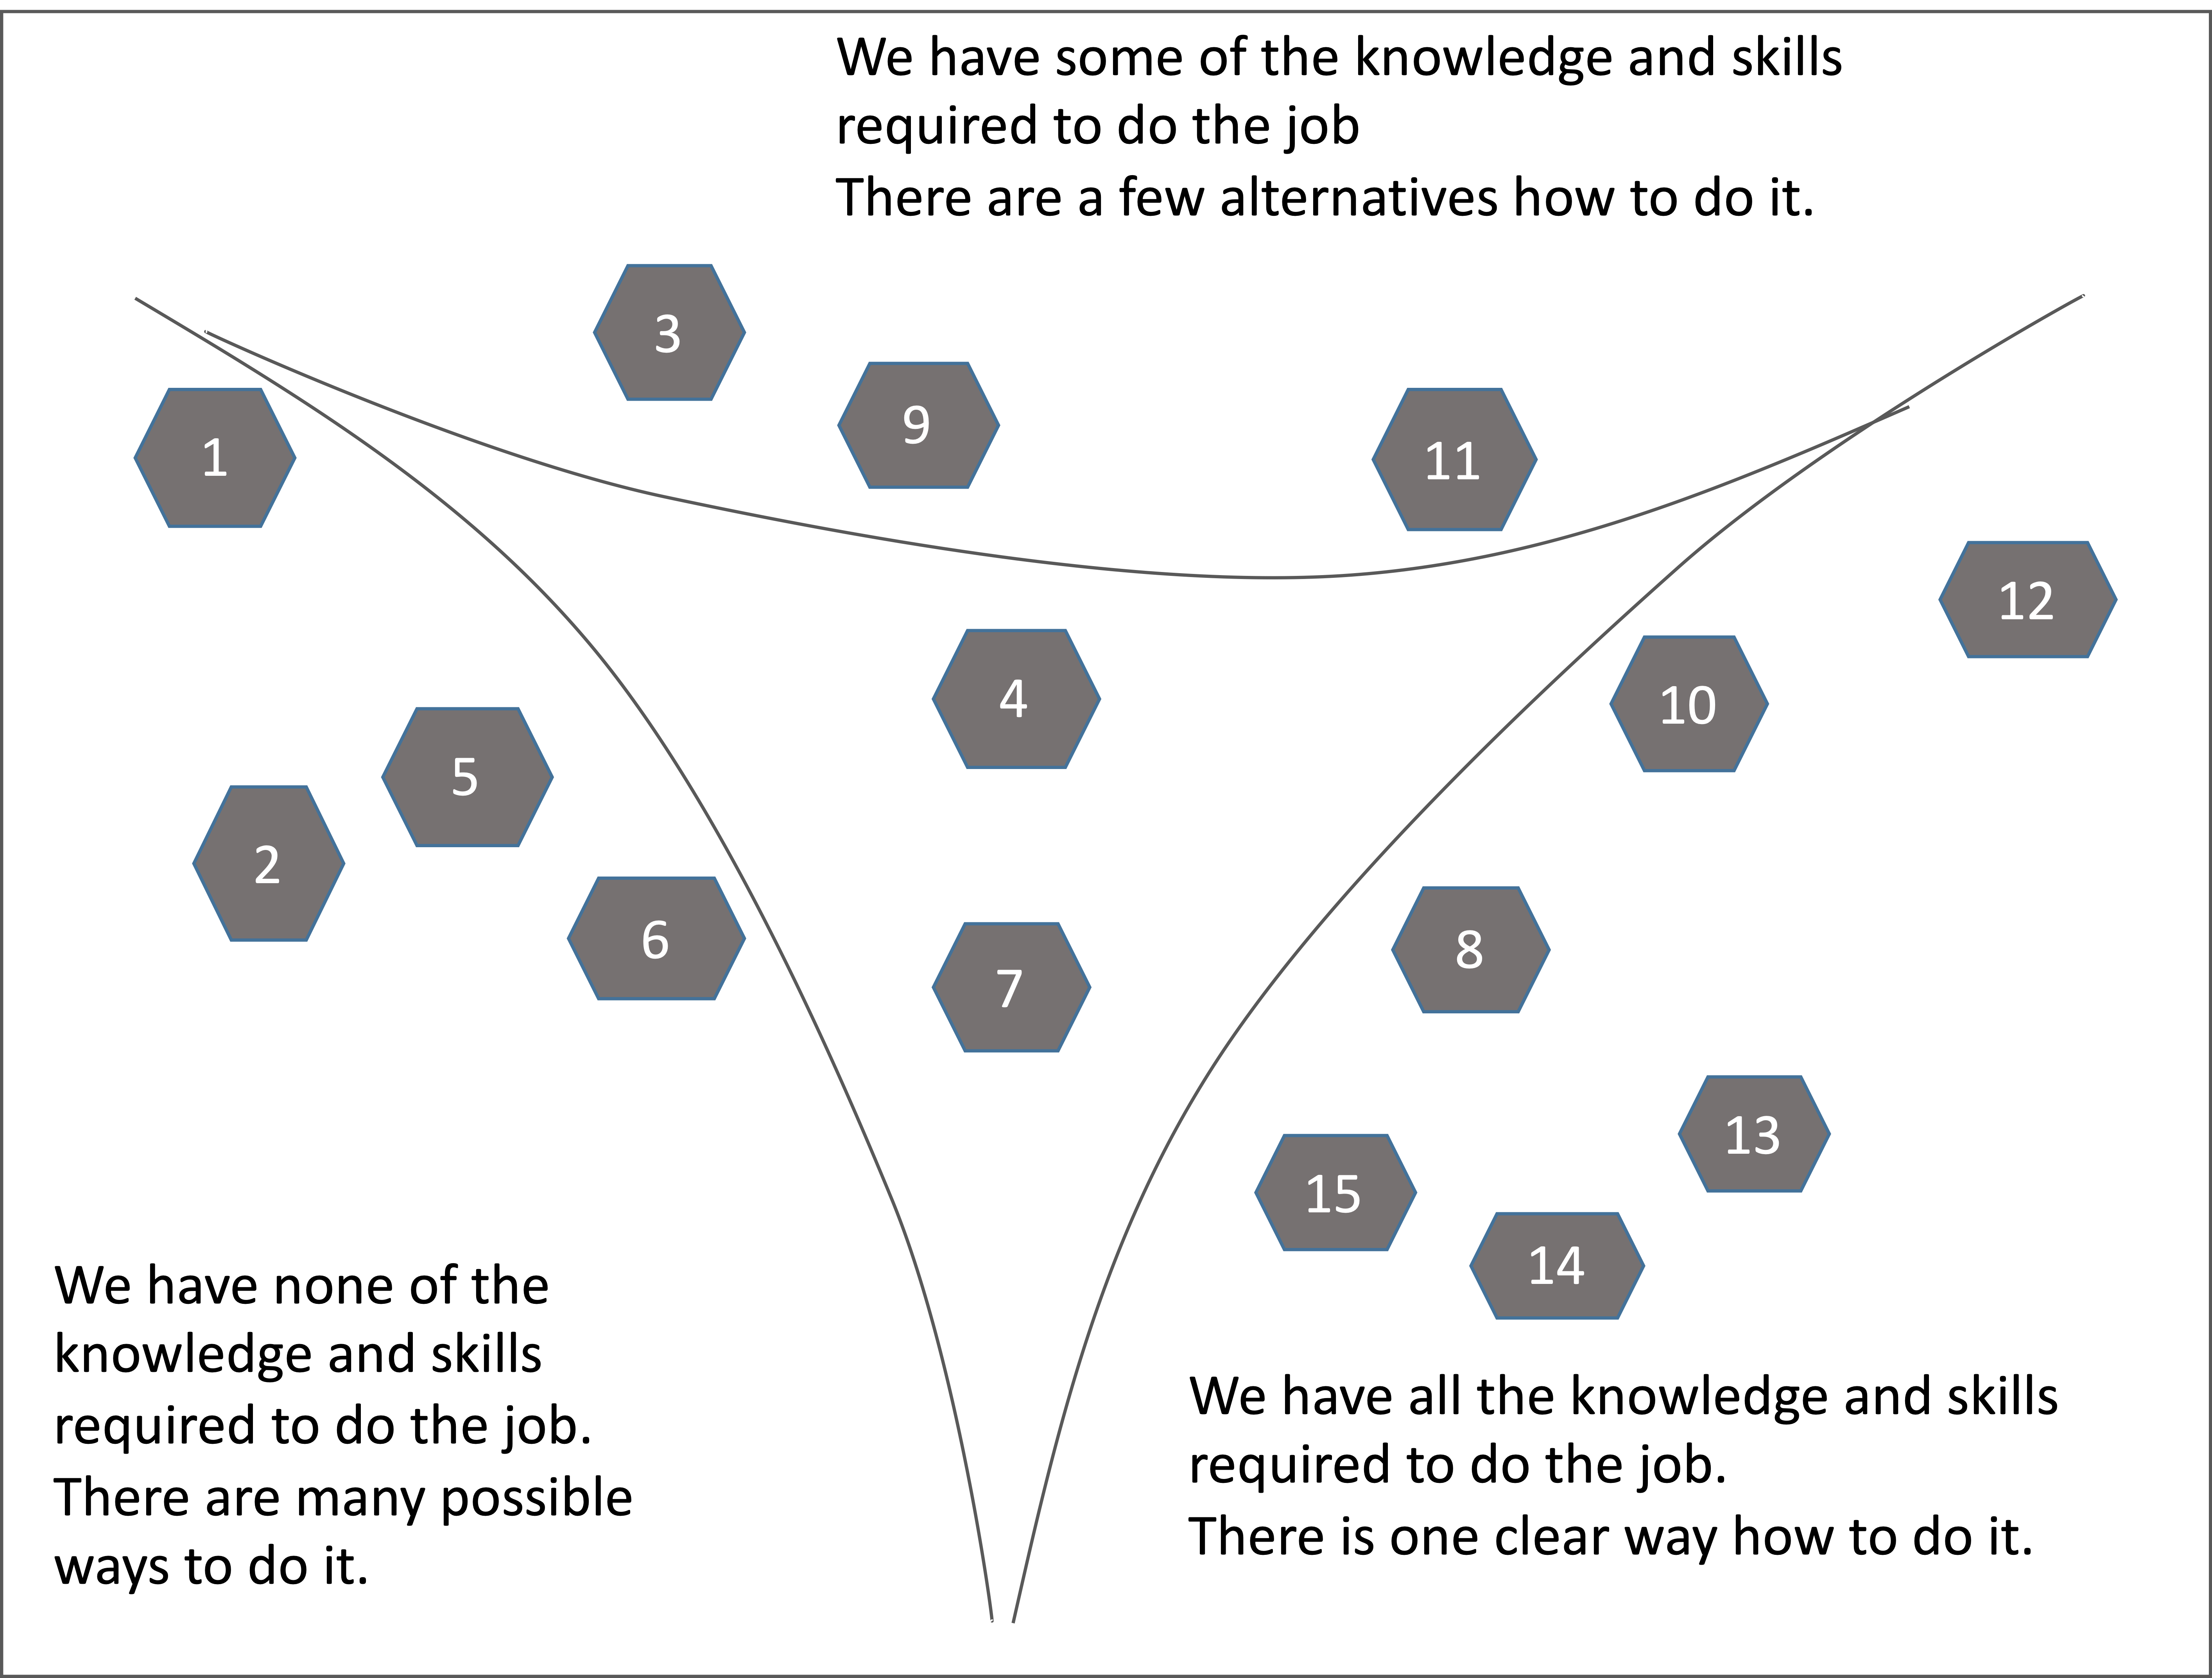 We have some of the knowledge and skills
required to do the job
There are a few alternatives how to do it.
3
9
1
11
12
4
10
5
2
6
7
8
13
15
14
We have none of the
knowledge and skills
required to do the job.
There are many possible
ways to do it.
We have all the knowledge and skills
required to do the job.
There is one clear way how to do it.